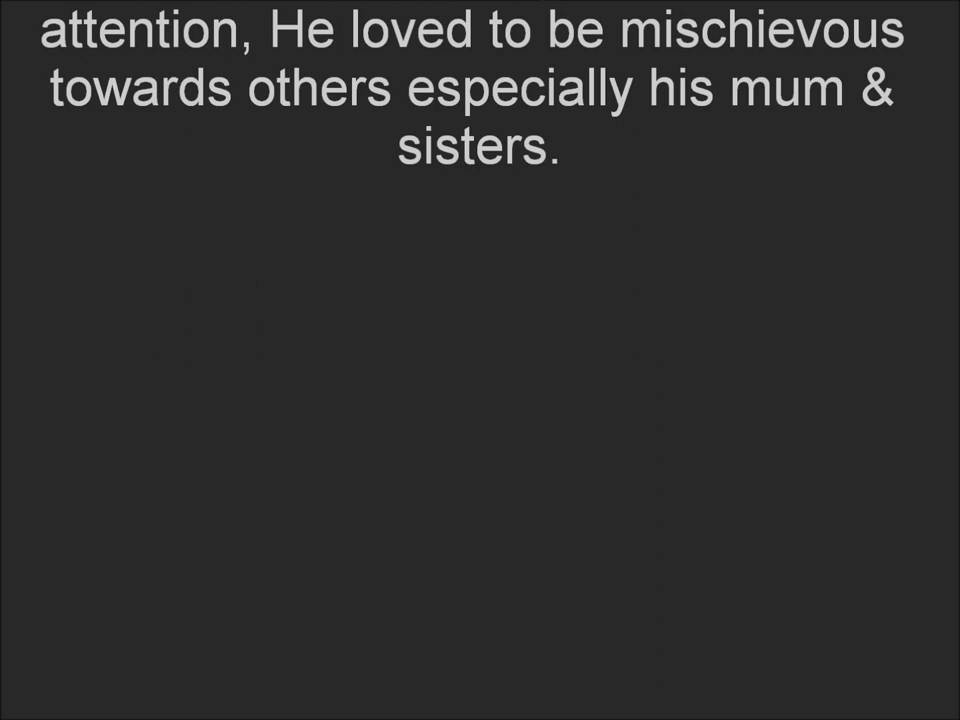 attention, He loved to be mischievous
towards others especially his mum &
sisters.